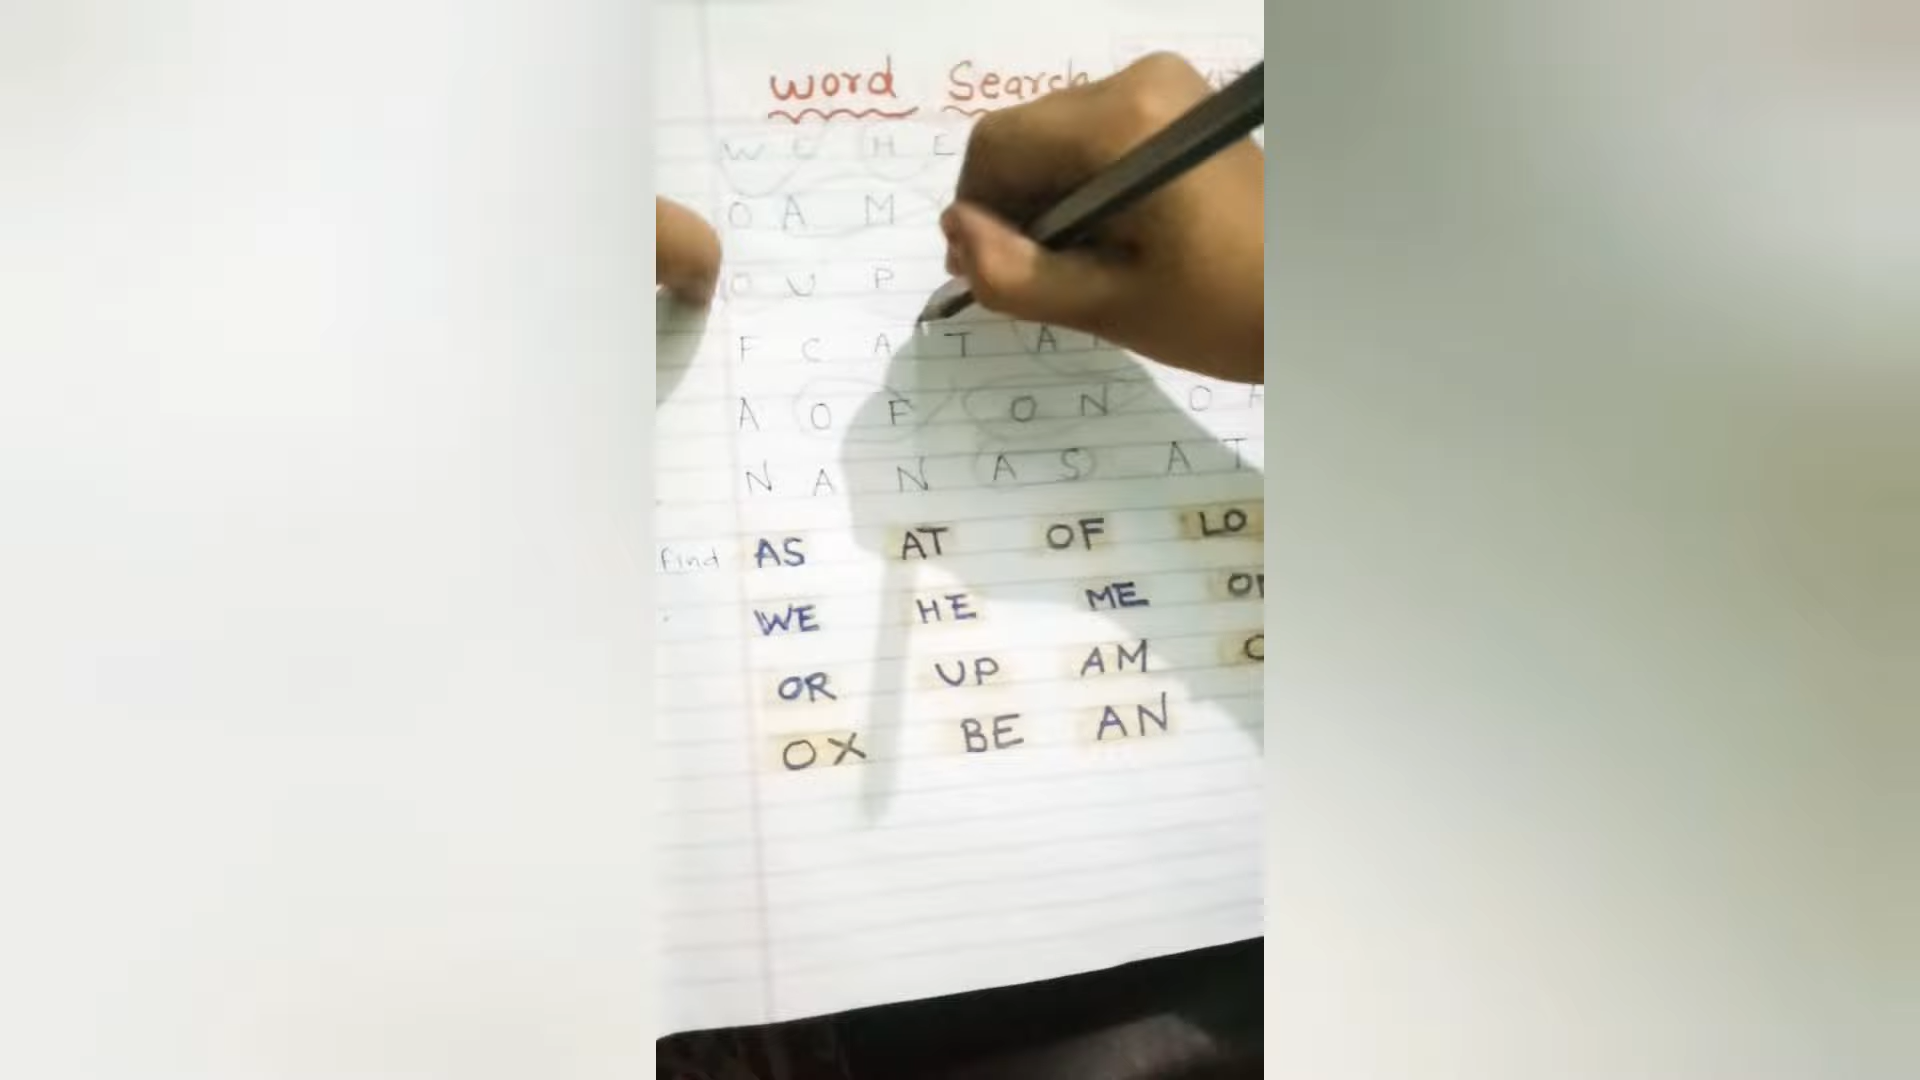 word Search
W E H E
O A M
O U P
F C A T A
A O F O N O
N A N A S A T
find AS AT OF LO
WE HE ME
OR UP AM
OX BE AN